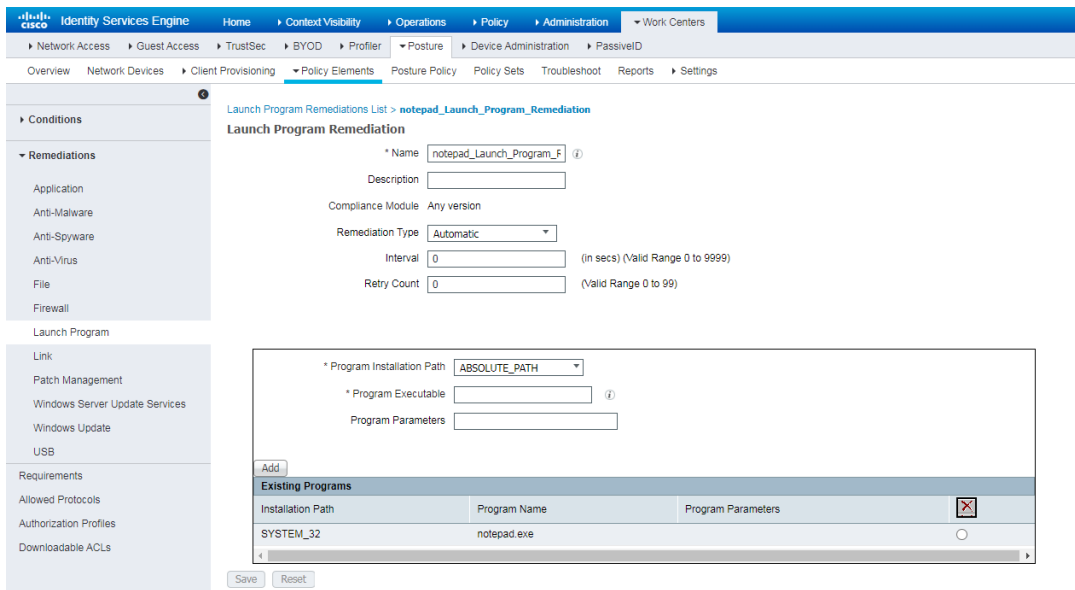 cisco Identity Services Engine Home Context Visibility Operations Policy Administration Work Centers
Network Access Guest Access TrustSec BYOD Profiler Posture Device Administration PassiveID
Overview Network Devices Client Provisioning Policy Elements Posture Policy Policy Sets Troubleshoot Reports Settings
Conditions
Remediations
Application
Anti-Malware
Anti-Spyware
Anti-Virus
File
Firewall
Launch Program
Link
Patch Management
Windows Server Update Services
Windows Update
USB
Requirements
Allowed Protocols
Authorization Profiles
Downloadable ACLs
Launch Program Remediations List > notepad_Launch_Program_Remediation
Launch Program Remediation
* Name notepad_Launch_Program_F
Description
Compliance Module Any version
Remediation Type Automatic
Interval 0 (in secs) (Valid Range 0 to 9999)
Retry Count 0 (Valid Range 0 to 99)
* Program Installation Path ABSOLUTE_PATH
* Program Executable
Program Parameters
Add
Existing Programs
Installation Path Program Name Program Parameters
SYSTEM_32 notepad.exe
Save Reset